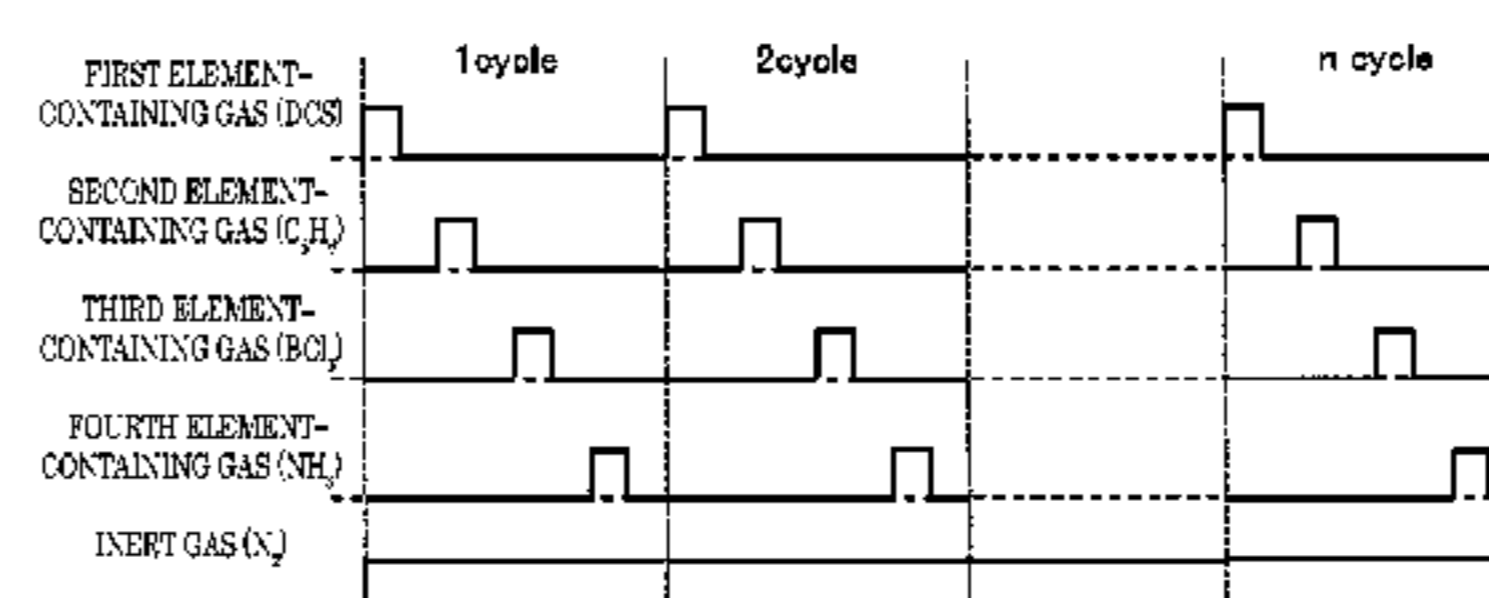 1cycle
2cycle
n cycle
FIRST ELEMENT-
CONTAINING GAS (DCS)
SECOND ELEMENT-
CONTAINING GAS (C₃H₆)
THIRD ELEMENT-
CONTAINING GAS (BCl₃)
FOURTH ELEMENT-
CONTAINING GAS (NH₃)
INERT GAS (N₂)